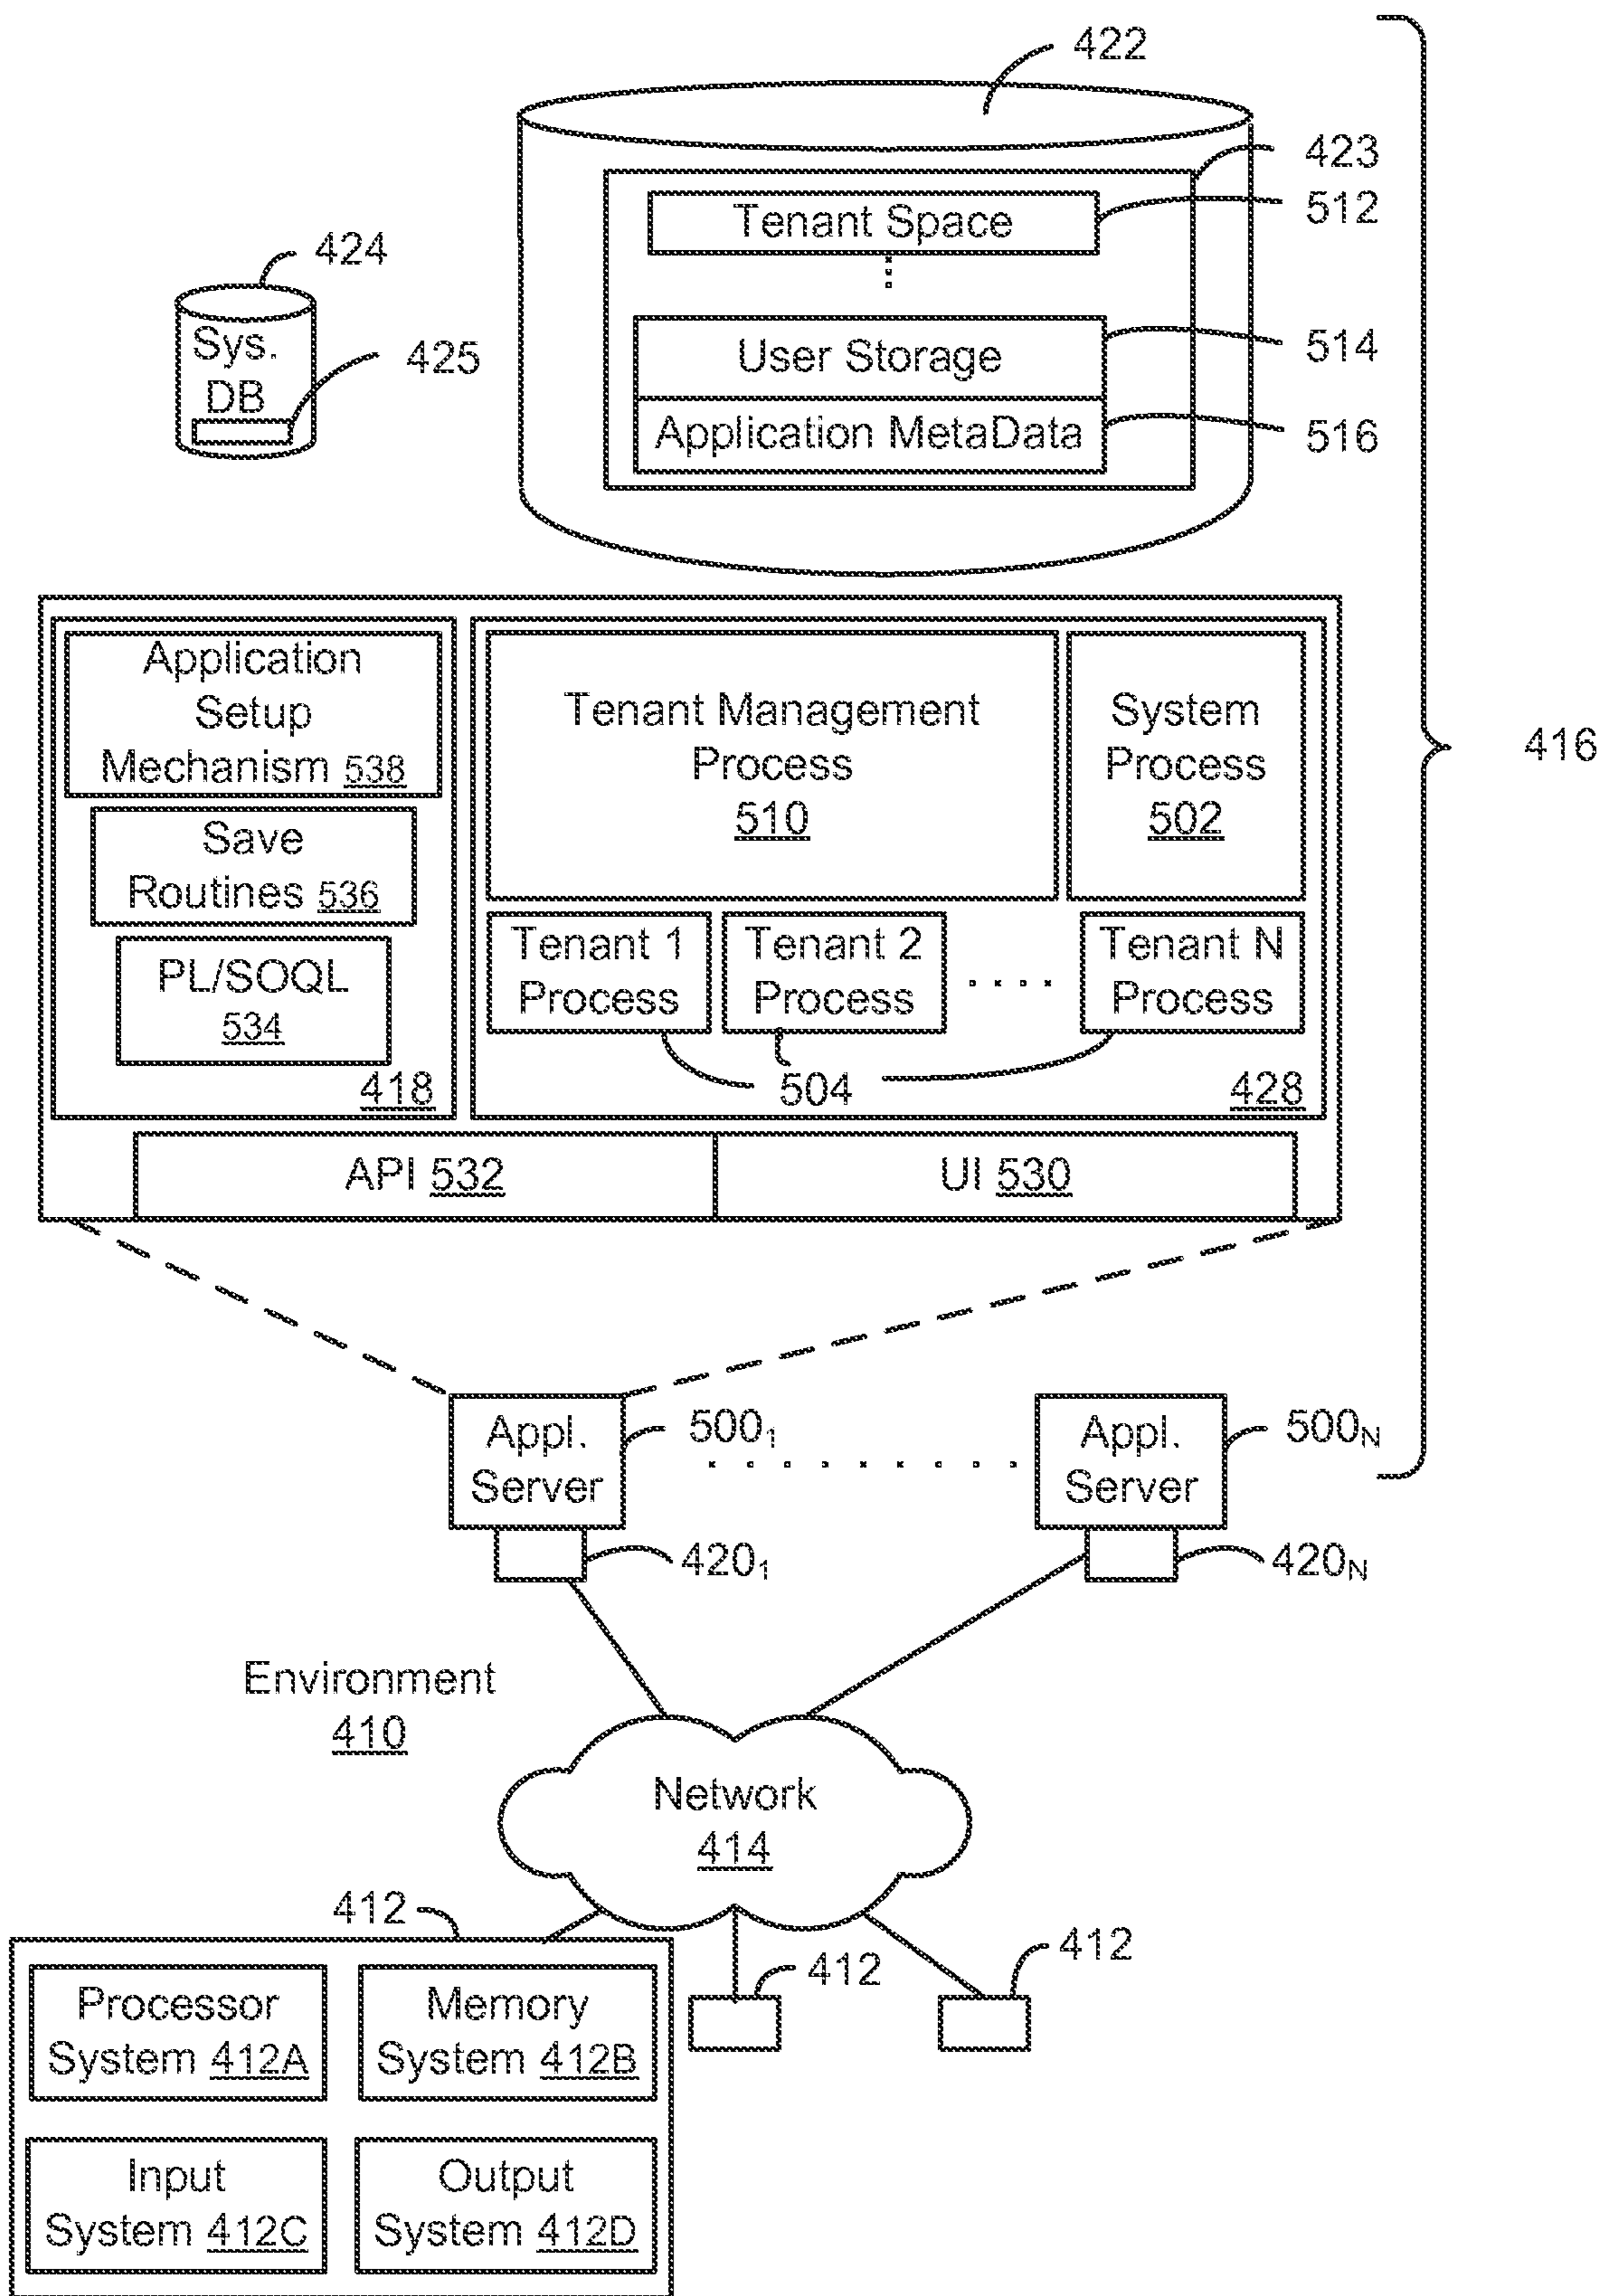 422
423
Tenant Space
512
424
Sys.
DB
425
User Storage
514
Application MetaData
516
Application
Setup
Mechanism 538
Save
Routines 536
PL/SOQL
534
418
Tenant Management
Process
510
System
Process
502
Tenant 1
Process
Tenant 2
Process
Tenant N
Process
504
428
416
API 532
UI 530
Appl.
Server
500₁
Appl.
Server
500N
420₁
420N
Environment
410
Network
414
412
412
412
Processor
System 412A
Memory
System 412B
Input
System 412C
Output
System 412D